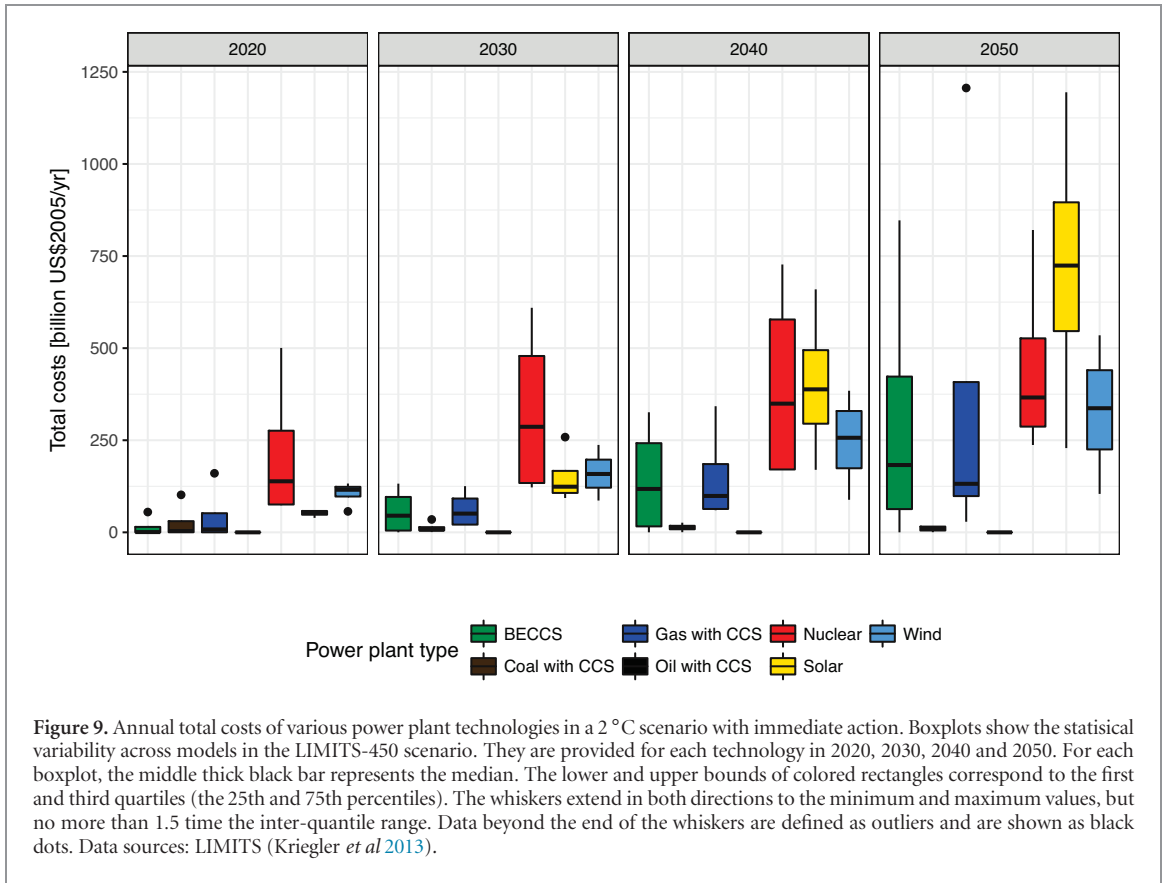 2020 2030 2040 2050
1250
1000
750
500
250
0
Total costs [billion US$2005/yr]
Power plant type
BECCS Gas with CCS Nuclear Wind
Coal with CCS Oil with CCS Solar
Figure 9. Annual total costs of various power plant technologies in a 2 °C scenario with immediate action. Boxplots show the statisical
variability across models in the LIMITS-450 scenario. They are provided for each technology in 2020, 2030, 2040 and 2050. For each
boxplot, the middle thick black bar represents the median. The lower and upper bounds of colored rectangles correspond to the first
and third quartiles (the 25th and 75th percentiles). The whiskers extend in both directions to the minimum and maximum values, but
no more than 1.5 time the inter-quantile range. Data beyond the end of the whiskers are defined as outliers and are shown as black
dots. Data sources: LIMITS (Kriegler et al 2013).